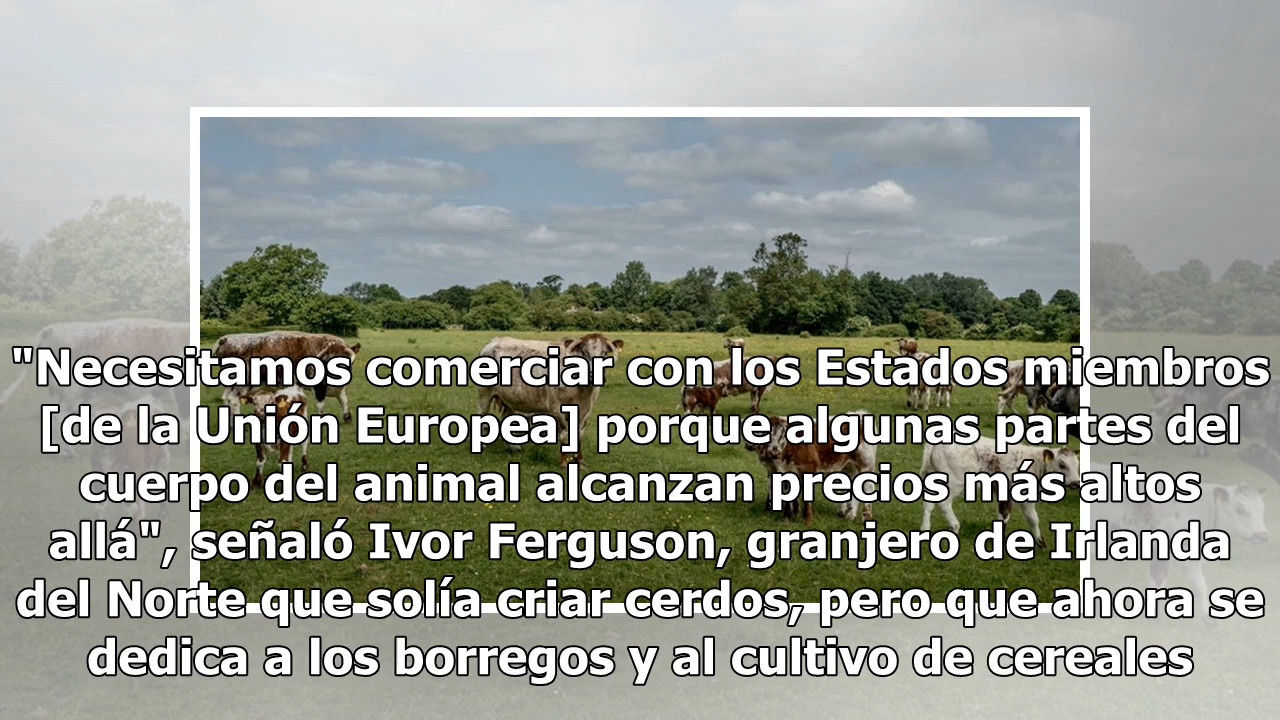 "Necesitamos comerciar con los Estados miembros
[de la Unión Europea] porque algunas partes del
cuerpo del animal alcanzan precios más altos
allá", señaló Ivor Ferguson, granjero de Irlanda
del Norte que solía criar cerdos, pero que ahora se
dedica a los borregos y al cultivo de cereales